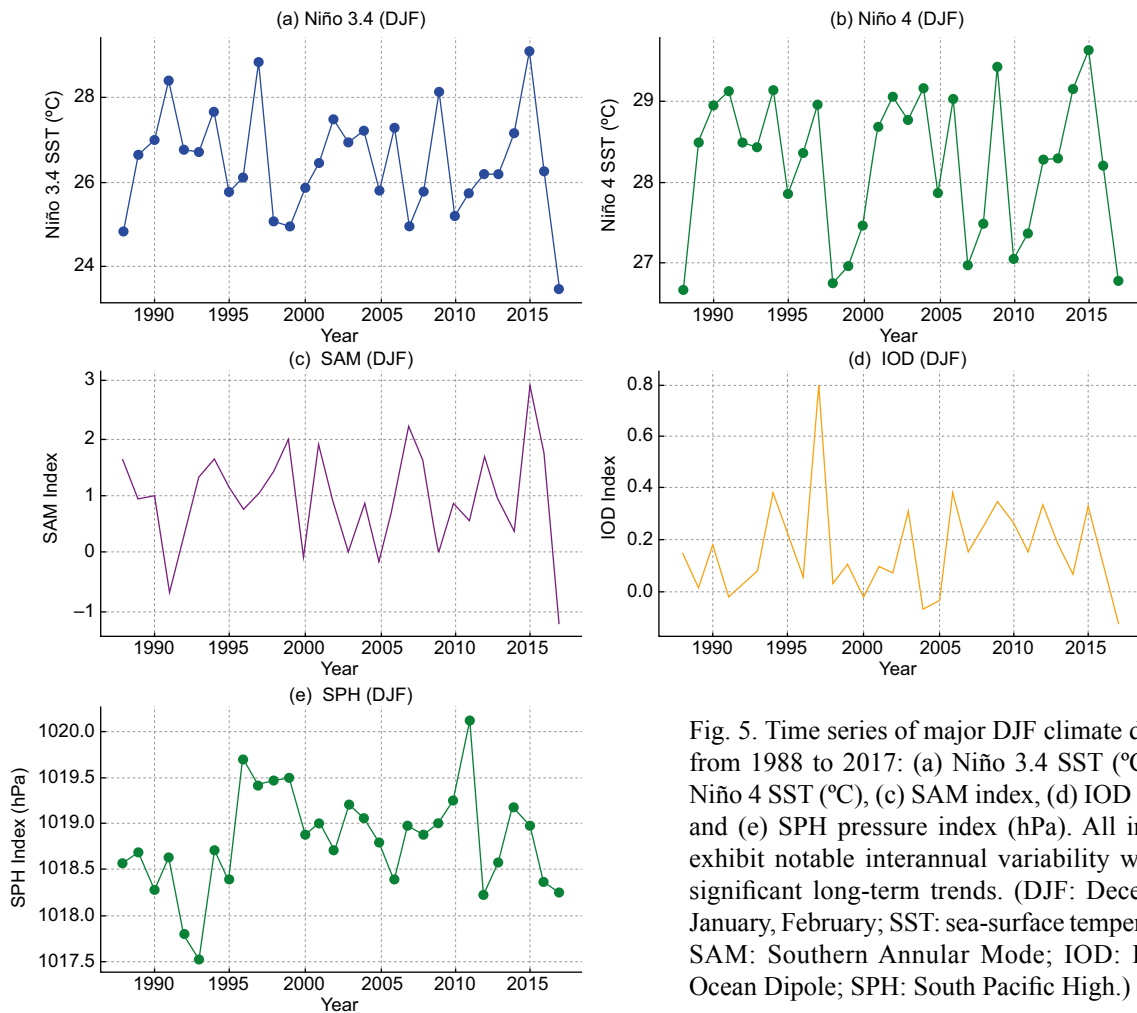 (a) Niño 3.4 (DJF)
Niño 3.4 SST (ºC)
28
26
24
1990 1995 2000 2005 2010 2015
Year
(b) Niño 4 (DJF)
Niño 4 SST (ºC)
29
28
27
1990 1995 2000 2005 2010 2015
Year
(c) SAM (DJF)
SAM Index
3
2
1
0
–1
1990 1995 2000 2005 2010 2015
Year
(d) IOD (DJF)
IOD Index
0.8
0.6
0.4
0.2
0.0
1990 1995 2000 2005 2010 2015
Year
(e) SPH (DJF)
SPH Index (hPa)
1020.0
1019.5
1019.0
1018.5
1018.0
1017.5
1990 1995 2000 2005 2010 2015
Year
Fig. 5. Time series of major DJF climate d
from 1988 to 2017: (a) Niño 3.4 SST (ºC
Niño 4 SST (ºC), (c) SAM index, (d) IOD
and (e) SPH pressure index (hPa). All in
exhibit notable interannual variability w
significant long-term trends. (DJF: Dece
January, February; SST: sea-surface temper
SAM: Southern Annular Mode; IOD: I
Ocean Dipole; SPH: South Pacific High.)